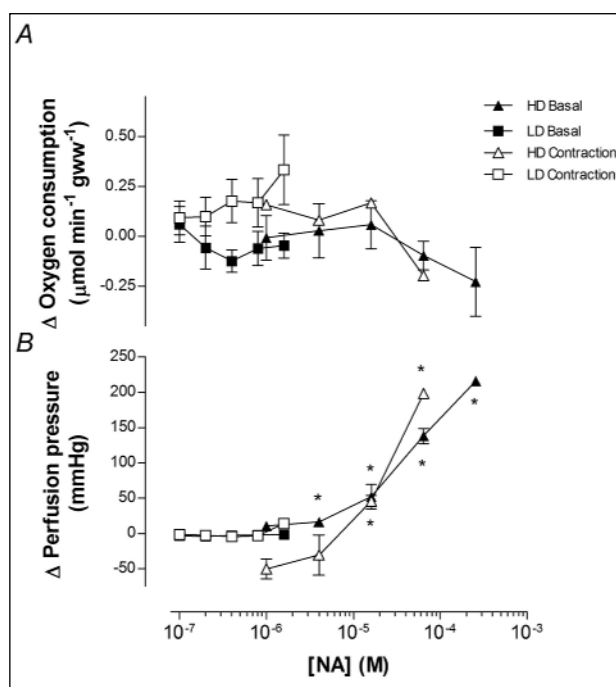 A
HD Basal
LD Basal
HD Contraction
LD Contraction
Δ Oxygen consumption
(μmol min⁻¹ gww⁻¹)
0.50
0.25
0.00
-0.25
B
Δ Perfusion pressure
(mmHg)
250
200
150
100
50
0
-50
*
*
*
*
*
*
10⁻⁷
10⁻⁶
10⁻⁵
10⁻⁴
10⁻³
[NA] (M)